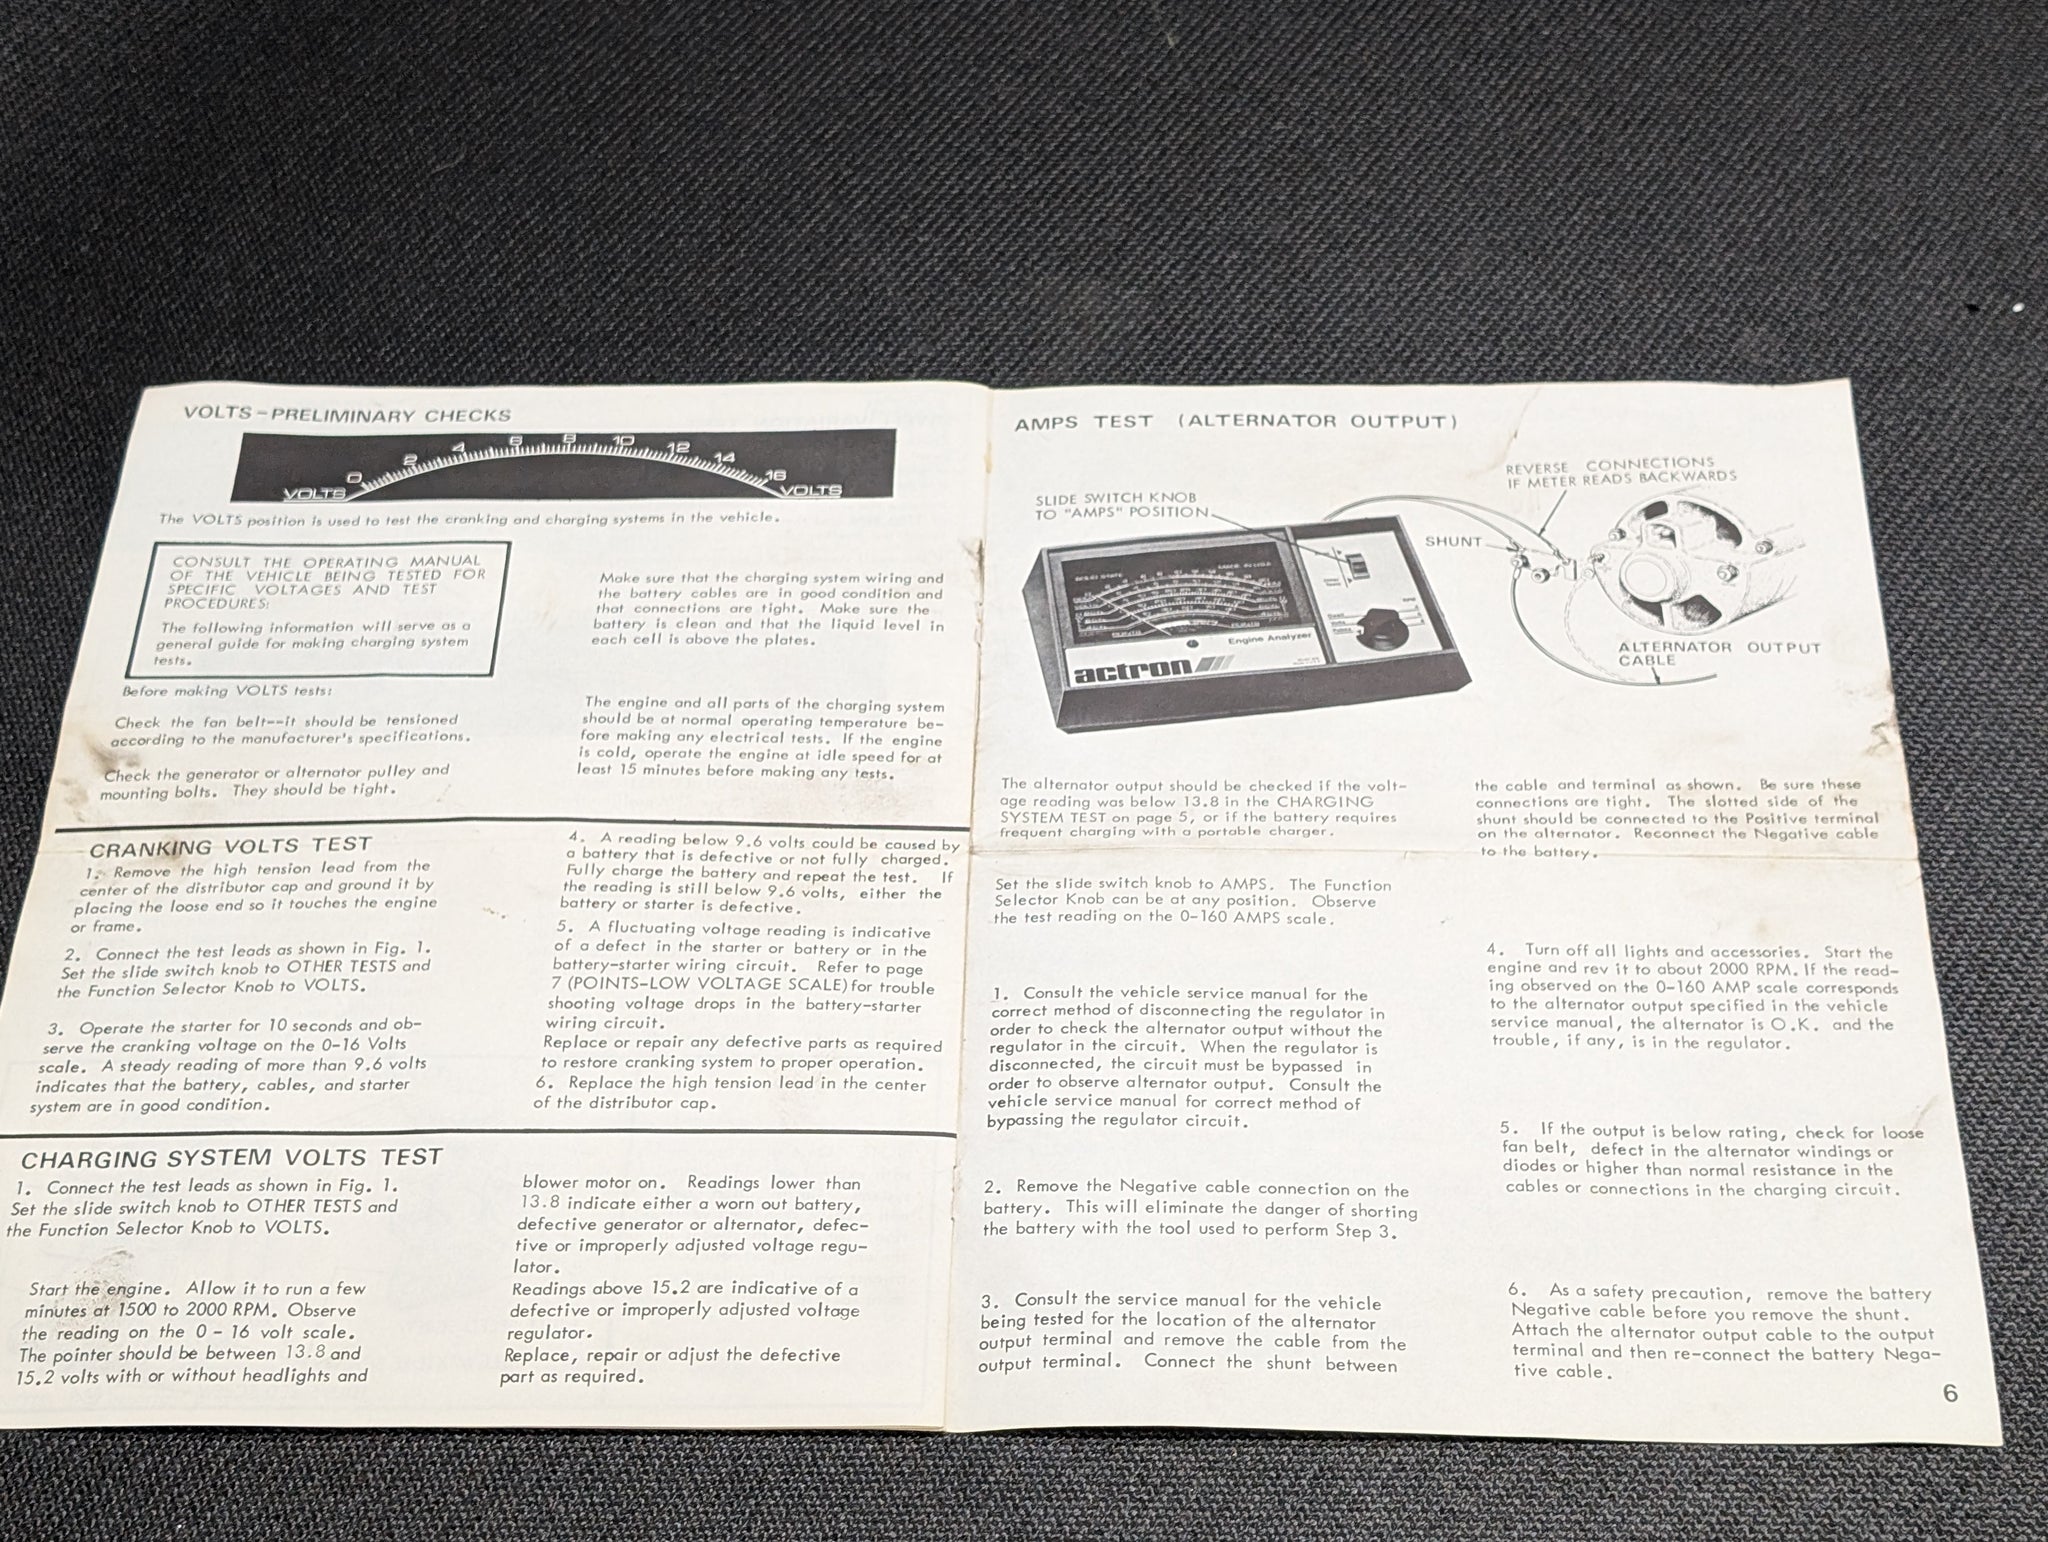 VOLTS-PRELIMINARY CHECKS
0 2 4 6 8 10 12 14 16
VOLTS VOLTS
The VOLTS position is used to test the cranking and charging systems in the vehicle.
CONSULT THE OPERATING MANUAL
OF THE VEHICLE BEING TESTED FOR
SPECIFIC VOLTAGES AND TEST
PROCEDURES:
The following information will serve as a
general guide for making charging system
tests.
Before making VOLTS tests:
Check the fan belt--it should be tensioned
according to the manufacturer's specifications.
Check the generator or alternator pulley and
mounting bolts. They should be tight.
Make sure that the charging system wiring and
the battery cables are in good condition and
that connections are tight. Make sure the
battery is clean and that the liquid level in
each cell is above the plates.
The engine and all parts of the charging system
should be at normal operating temperature be-
fore making any electrical tests. If the engine
is cold, operate the engine at idle speed for at
least 15 minutes before making any tests.
CRANKING VOLTS TEST
1. Remove the high tension lead from the
center of the distributor cap and ground it by
placing the loose end so it touches the engine
or frame.
2. Connect the test leads as shown in Fig. 1.
Set the slide switch knob to OTHER TESTS and
the Function Selector Knob to VOLTS.
3. Operate the starter for 10 seconds and ob-
serve the cranking voltage on the 0-16 Volts
scale. A steady reading of more than 9.6 volts
indicates that the battery, cables, and starter
system are in good condition.
4. A reading below 9.6 volts could be caused by
a battery that is defective or not fully charged.
Fully charge the battery and repeat the test. If
the reading is still below 9.6 volts, either the
battery or starter is defective.
5. A fluctuating voltage reading is indicative
of a defect in the starter or battery or in the
battery-starter wiring circuit. Refer to page
7 (POINTS-LOW VOLTAGE SCALE) for trouble
shooting voltage drops in the battery-starter
wiring circuit.
Replace or repair any defective parts as required
to restore cranking system to proper operation.
6. Replace the high tension lead in the center
of the distributor cap.
CHARGING SYSTEM VOLTS TEST
1. Connect the test leads as shown in Fig. 1.
Set the slide switch knob to OTHER TESTS and
the Function Selector Knob to VOLTS.
Start the engine. Allow it to run a few
minutes at 1500 to 2000 RPM. Observe
the reading on the 0 - 16 volt scale.
The pointer should be between 13.8 and
15.2 volts with or without headlights and
blower motor on. Readings lower than
13.8 indicate either a worn out battery,
defective generator or alternator, defec-
tive or improperly adjusted voltage regu-
lator.
Readings above 15.2 are indicative of a
defective or improperly adjusted voltage
regulator.
Replace, repair or adjust the defective
part as required.
AMPS TEST (ALTERNATOR OUTPUT)
SLIDE SWITCH KNOB
TO "AMPS" POSITION
REVERSE CONNECTIONS
IF METER READS BACKWARDS
SHUNT
ALTERNATOR OUTPUT
CABLE
Engine Analyzer
actron
The alternator output should be checked if the volt-
age reading was below 13.8 in the CHARGING
SYSTEM TEST on page 5, or if the battery requires
frequent charging with a portable charger.
Set the slide switch knob to AMPS. The Function
Selector Knob can be at any position. Observe
the test reading on the 0-160 AMPS scale.
1. Consult the vehicle service manual for the
correct method of disconnecting the regulator in
order to check the alternator output without the
regulator in the circuit. When the regulator is
disconnected, the circuit must be bypassed in
order to observe alternator output. Consult the
vehicle service manual for correct method of
bypassing the regulator circuit.
2. Remove the Negative cable connection on the
battery. This will eliminate the danger of shorting
the battery with the tool used to perform Step 3.
3. Consult the service manual for the vehicle
being tested for the location of the alternator
output terminal and remove the cable from the
output terminal. Connect the shunt between
the cable and terminal as shown. Be sure these
connections are tight. The slotted side of the
shunt should be connected to the Positive terminal
on the alternator. Reconnect the Negative cable
to the battery.
4. Turn off all lights and accessories. Start the
engine and rev it to about 2000 RPM. If the read-
ing observed on the 0-160 AMP scale corresponds
to the alternator output specified in the vehicle
service manual, the alternator is O.K. and the
trouble, if any, is in the regulator.
5. If the output is below rating, check for loose
fan belt, defect in the alternator windings or
diodes or higher than normal resistance in the
cables or connections in the charging circuit.
6. As a safety precaution, remove the battery
Negative cable before you remove the shunt.
Attach the alternator output cable to the output
terminal and then re-connect the battery Nega-
tive cable.
6